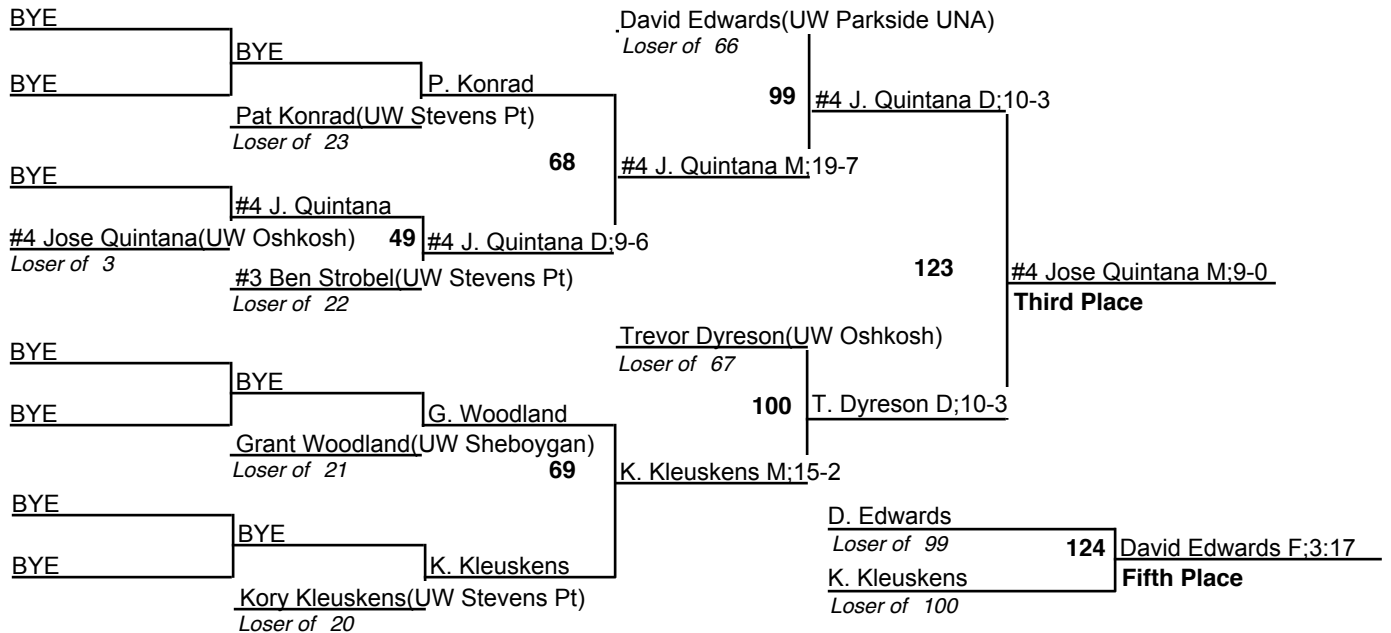 BYE
BYE
BYE
P. Konrad
Pat Konrad(UW Stevens Pt)
Loser of 23
BYE
#4 J. Quintana
#4 Jose Quintana(UW Oshkosh)
Loser of 3
49
#4 J. Quintana D;9-6
#3 Ben Strobel(UW Stevens Pt)
Loser of 22
68
#4 J. Quintana M;19-7
David Edwards(UW Parkside UNA)
Loser of 66
99
#4 J. Quintana D;10-3
BYE
BYE
BYE
G. Woodland
Grant Woodland(UW Sheboygan)
Loser of 21
69
K. Kleuskens M;15-2
BYE
BYE
BYE
K. Kleuskens
Kory Kleuskens(UW Stevens Pt)
Loser of 20
Trevor Dyreson(UW Oshkosh)
Loser of 67
100
T. Dyreson D;10-3
123
#4 Jose Quintana M;9-0
Third Place
D. Edwards
Loser of 99
K. Kleuskens
Loser of 100
124
David Edwards F;3:17
Fifth Place